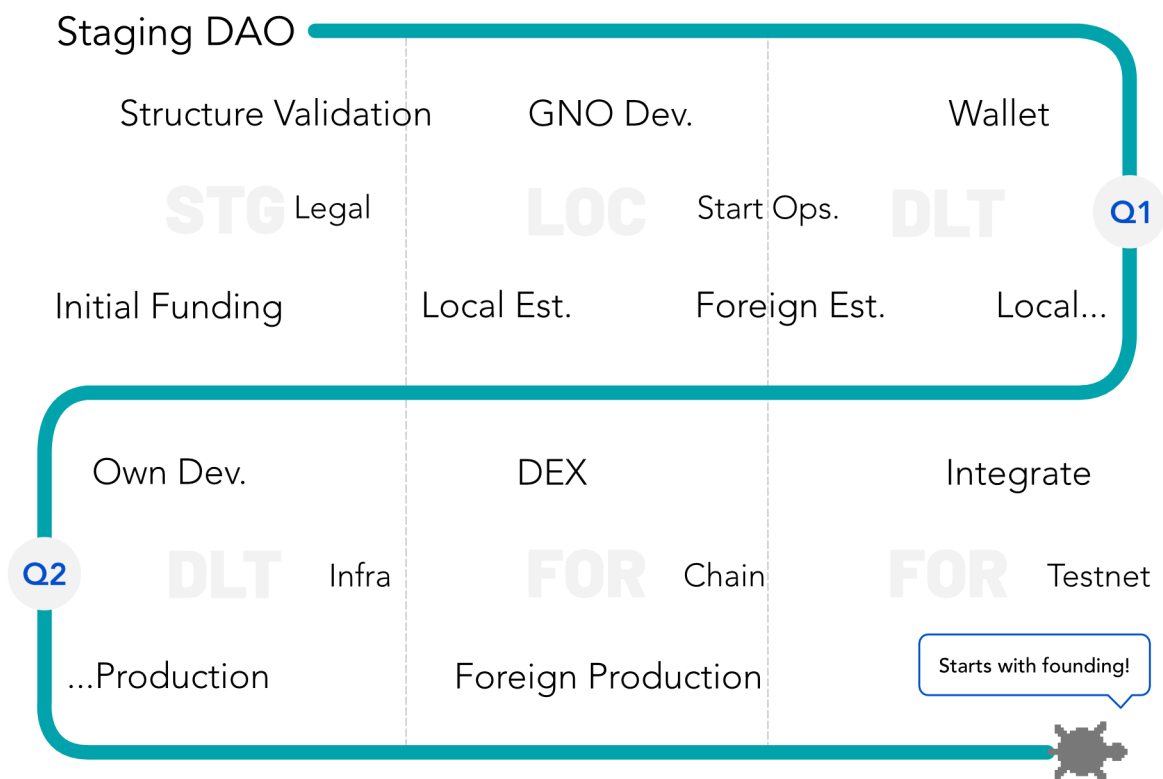 Staging DAO
Structure Validation
GNO Dev.
Wallet
STG
Legal
LOC
Start Ops.
DLT
Q1
Initial Funding
Local Est.
Foreign Est.
Local...
Own Dev.
DEX
Integrate
Q2
DLT
Infra
FOR
Chain
FOR
Testnet
...Production
Foreign Production
Starts with founding!